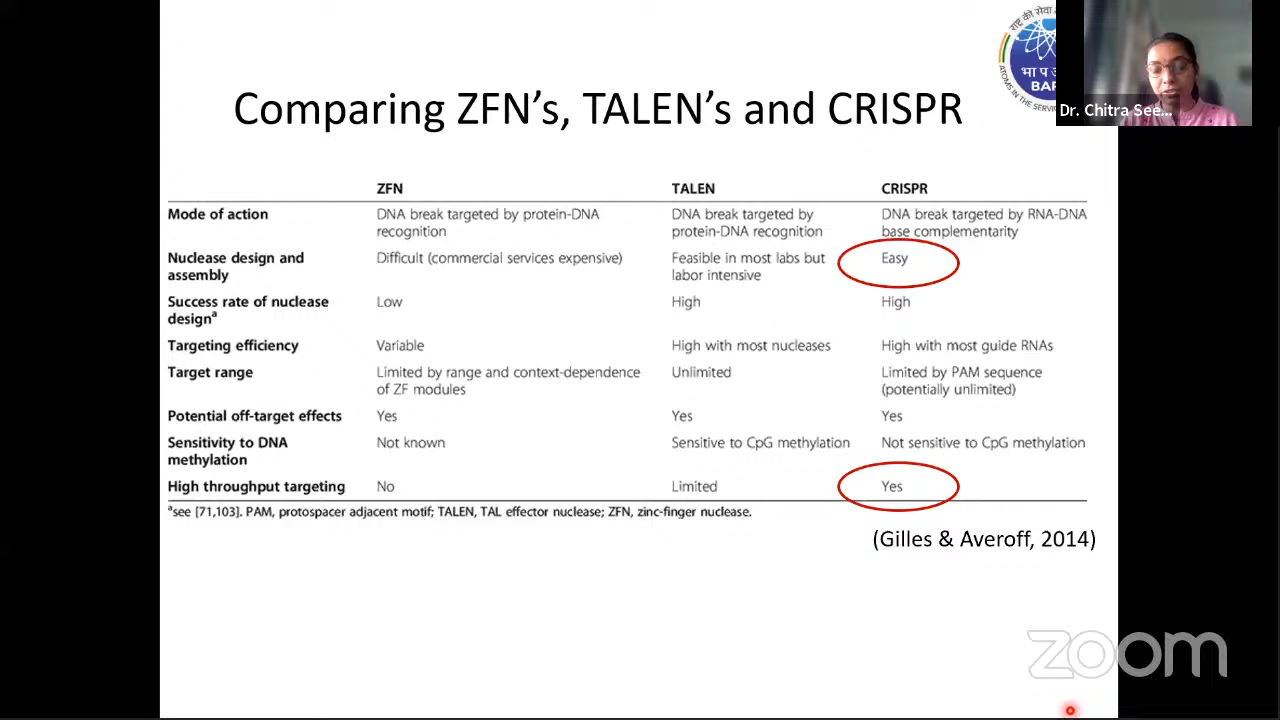 राष्ट्र की सेवा
भा प
BAR
ATOMS IN THE SERV
Dr. Chitra See...
Comparing ZFN's, TALEN's and CRISPR
ZFN TALEN CRISPR
Mode of action DNA break targeted by protein-DNA recognition DNA break targeted by protein-DNA recognition DNA break targeted by RNA-DNA base complementarity
Nuclease design and assembly Difficult (commercial services expensive) Feasible in most labs but labor intensive Easy
Success rate of nuclease designᵃ Low High High
Targeting efficiency Variable High with most nucleases High with most guide RNAs
Target range Limited by range and context-dependence of ZF modules Unlimited Limited by PAM sequence (potentially unlimited)
Potential off-target effects Yes Yes Yes
Sensitivity to DNA methylation Not known Sensitive to CpG methylation Not sensitive to CpG methylation
High throughput targeting No Limited Yes
ᵃsee [71,103]. PAM, protospacer adjacent motif; TALEN, TAL effector nuclease; ZFN, zinc-finger nuclease.
(Gilles & Averoff, 2014)
zoom